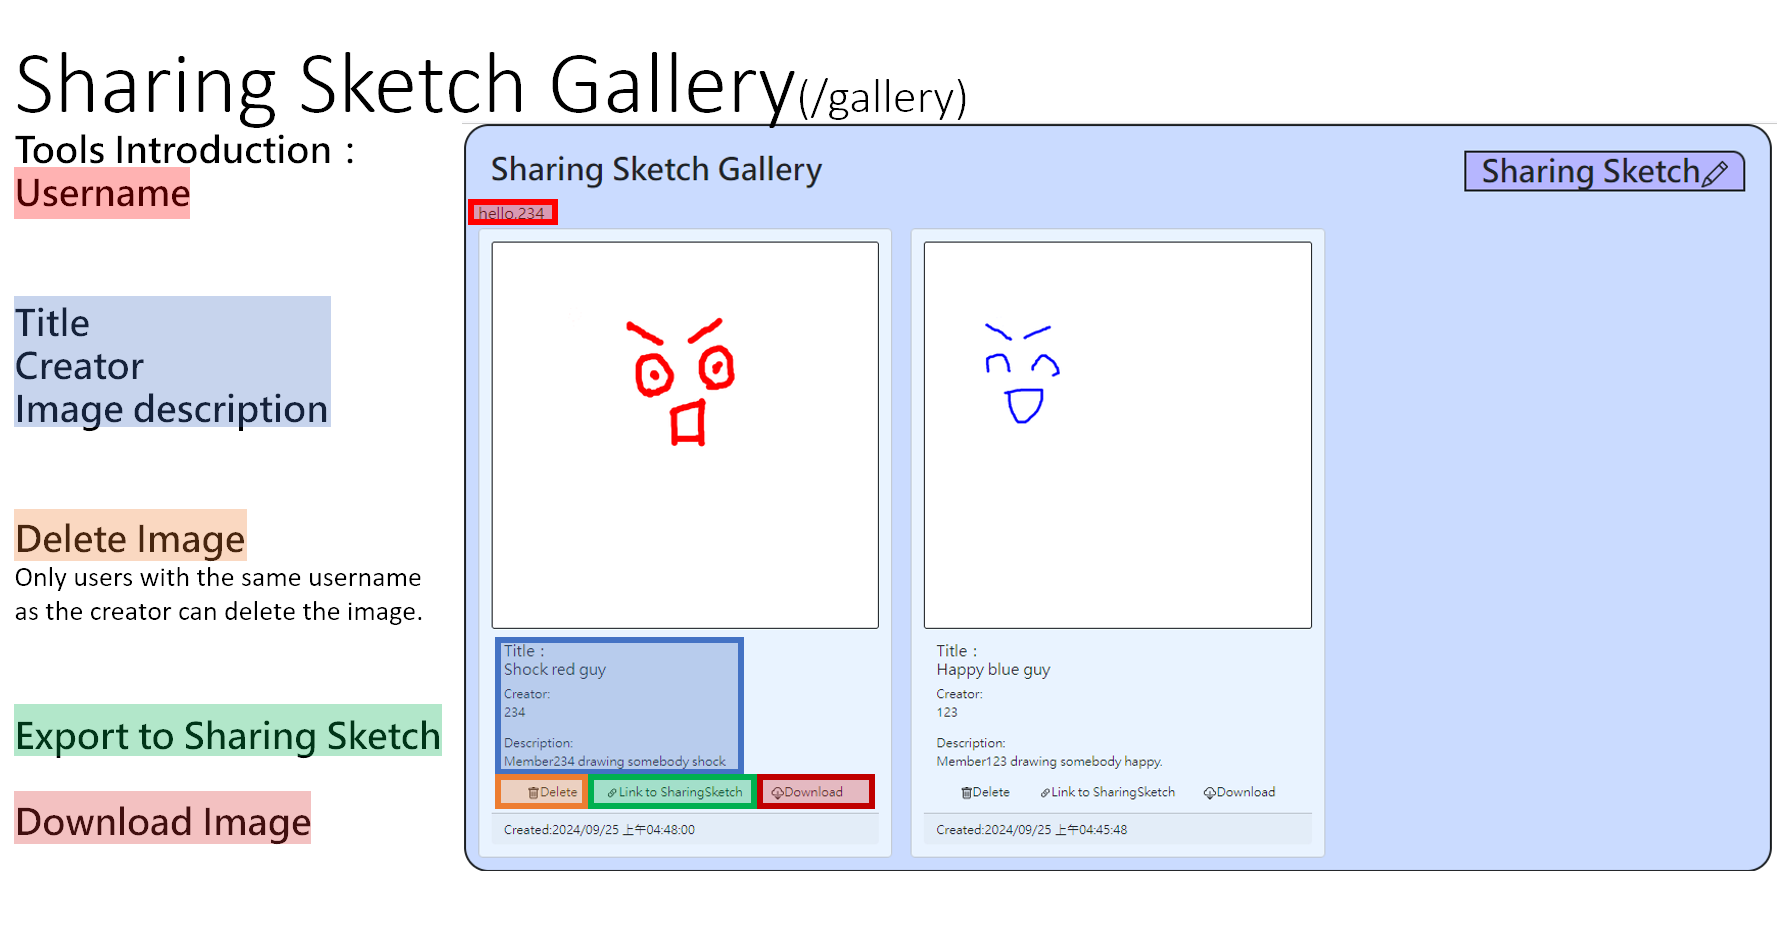 Sharing Sketch Gallery(/gallery)
Tools Introduction：
Username
Title
Creator
Image description
Delete Image
Only users with the same username
as the creator can delete the image.
Export to Sharing Sketch
Download Image
Sharing Sketch Gallery
Sharing Sketch
hello,234
Title：
Shock red guy
Creator:
234
Description:
Member234 drawing somebody shock
Delete Link to SharingSketch Download
Created:2024/09/25 上午04:48:00
Title：
Happy blue guy
Creator:
123
Description:
Member123 drawing somebody happy.
Delete Link to SharingSketch Download
Created:2024/09/25 上午04:45:48